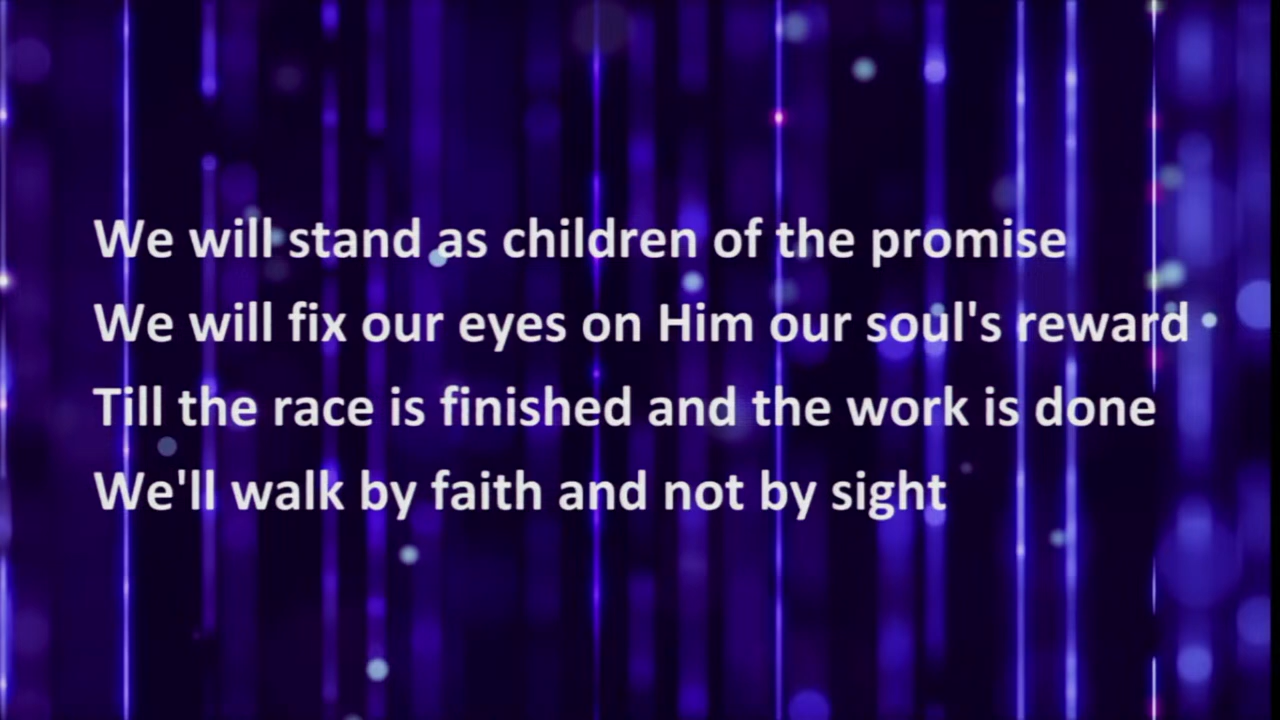 We will stand as children of the promise
We will fix our eyes on Him our soul's reward
Till the race is finished and the work is done
We'll walk by faith and not by sight